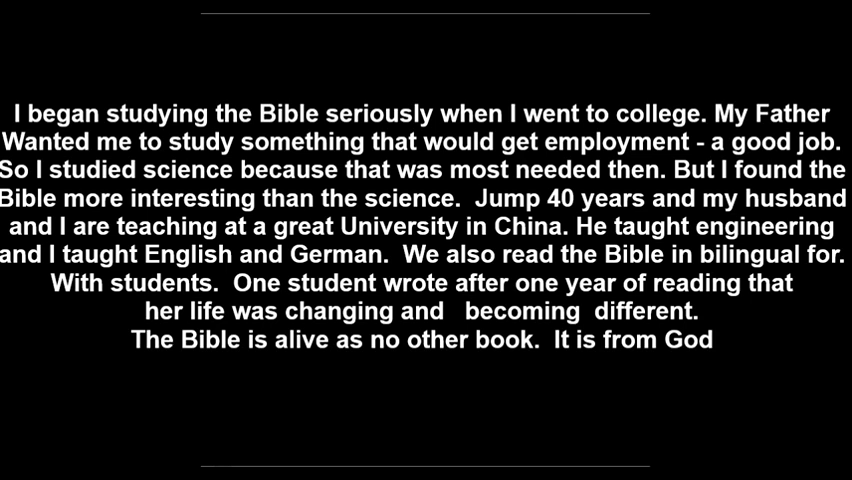 I began studying the Bible seriously when I went to college. My Father
Wanted me to study something that would get employment - a good job.
So I studied science because that was most needed then. But I found the
Bible more interesting than the science.  Jump 40 years and my husband
and I are teaching at a great University in China. He taught engineering
and I taught English and German.  We also read the Bible in bilingual for.
With students.  One student wrote after one year of reading that
her life was changing and   becoming  different.
The Bible is alive as no other book.  It is from God